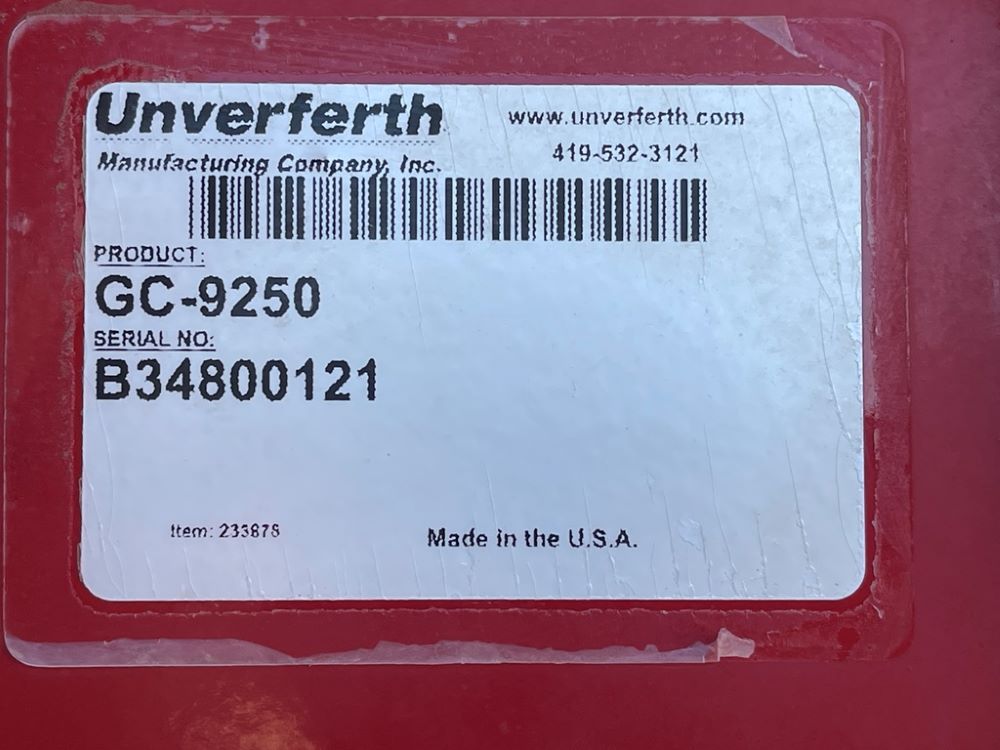 Unverferth
Manufacturing Company, Inc.
www.unverferth.com
419-532-3121
PRODUCT:
GC-9250
SERIAL NO:
B34800121
Item: 233878
Made in the U.S.A.